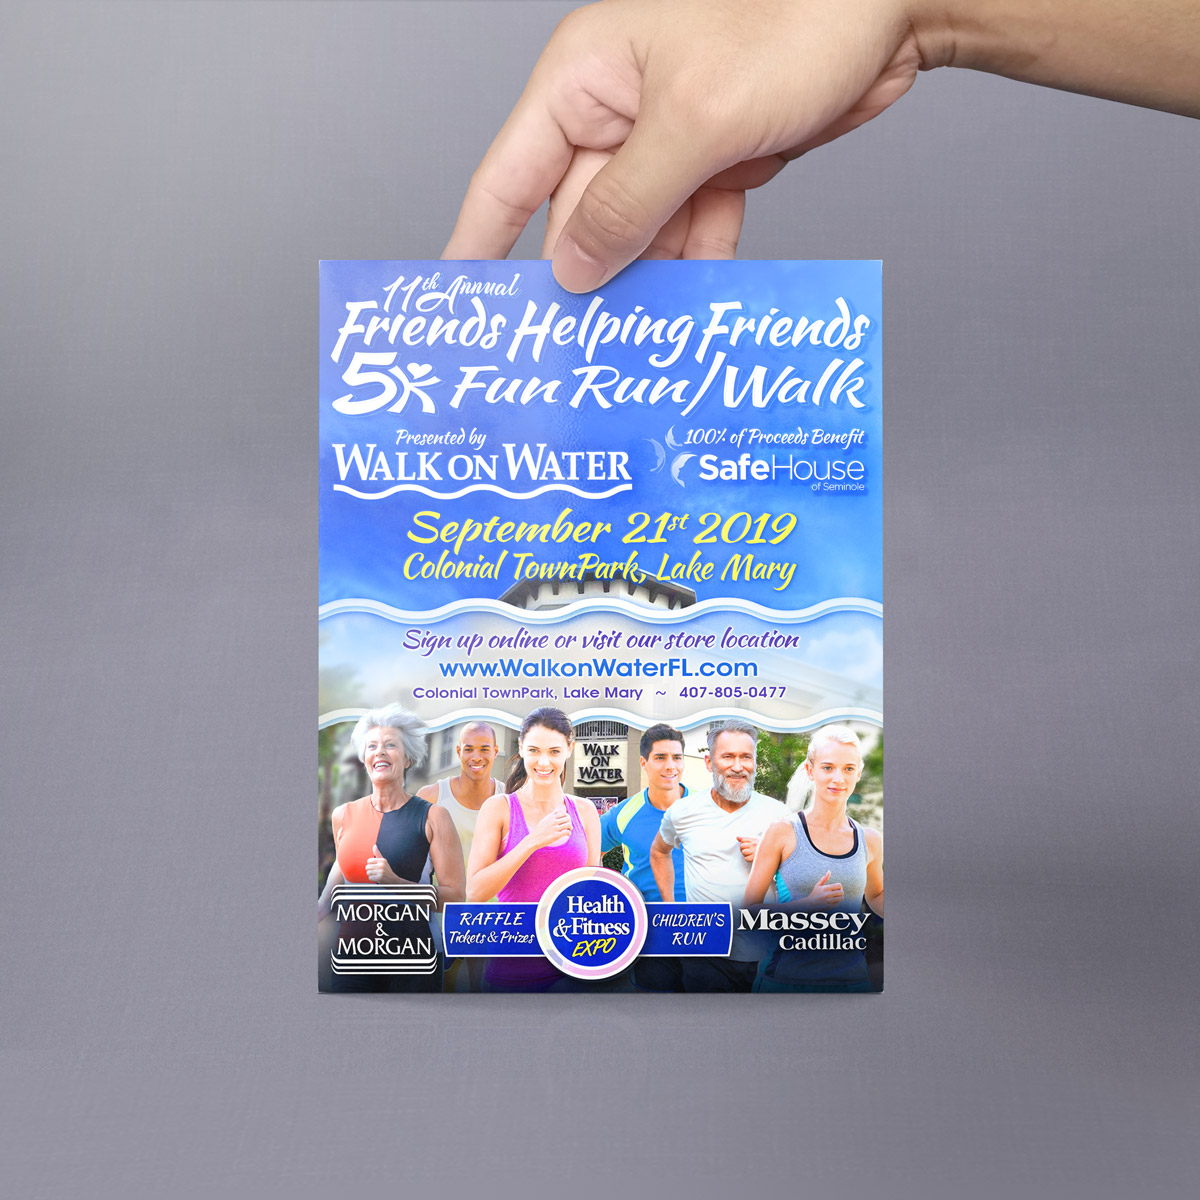 11th Annual
Friends Helping Friends
5K Fun Run/Walk
Presented by
WALK ON WATER
100% of Proceeds Benefit
SafeHouse
of Seminole
September 21st 2019
Colonial TownPark, Lake Mary
Sign up online or visit our store location
www.WalkonWaterFL.com
Colonial TownPark, Lake Mary ~ 407-805-0477
WALK
ON
WATER
MORGAN
&
MORGAN
RAFFLE
Tickets & Prizes
Health
& Fitness
EXPO
CHILDREN'S
RUN
Massey
Cadillac